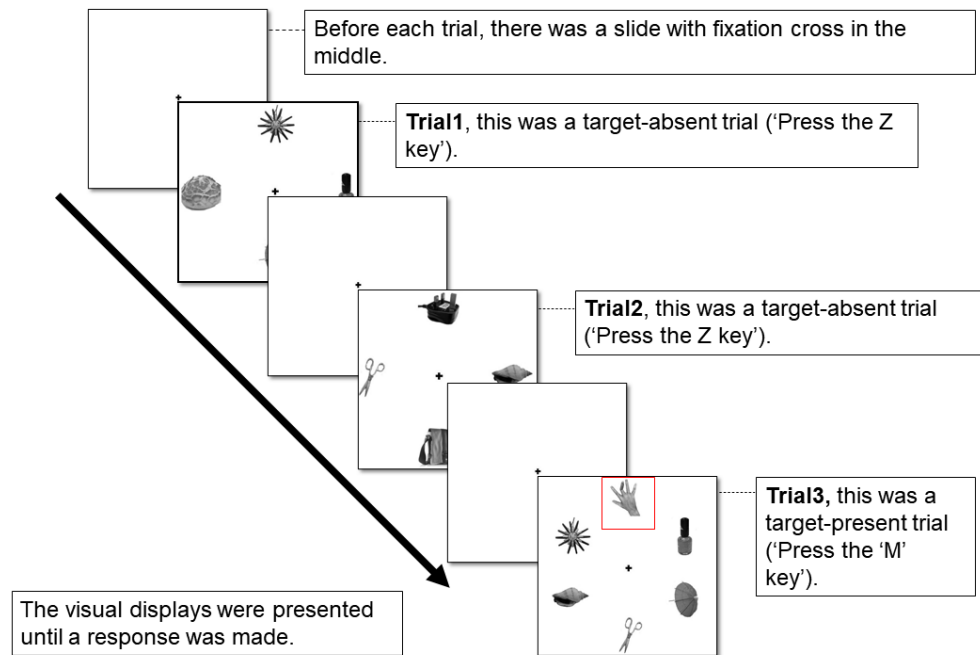 Before each trial, there was a slide with fixation cross in the
middle.
Trial1, this was a target-absent trial (‘Press the Z
key’).
Trial2, this was a target-absent trial
(‘Press the Z key’).
Trial3, this was a
target-present trial
(‘Press the ‘M’
key’).
The visual displays were presented
until a response was made.